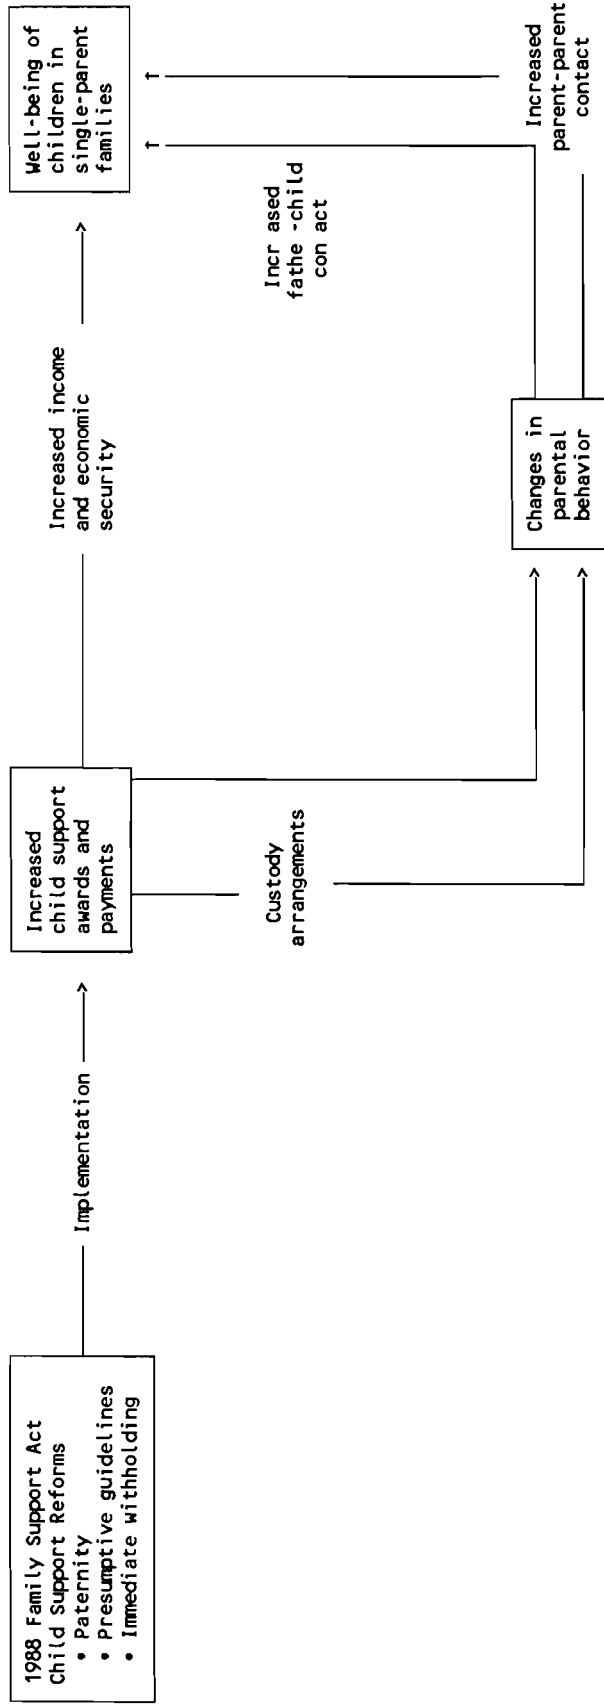 1988 Family Support Act
Child Support Reforms
• Paternity
• Presumptive guidelines
• Immediate withholding
Implementation
Increased
child support
awards and
payments
Increased income
and economic
security
Well-being of
children in
single-parent
families
Custody
arrangements
Incr ased
fathe -child
con act
Changes in
parental
behavior
Increased
parent-parent
contact